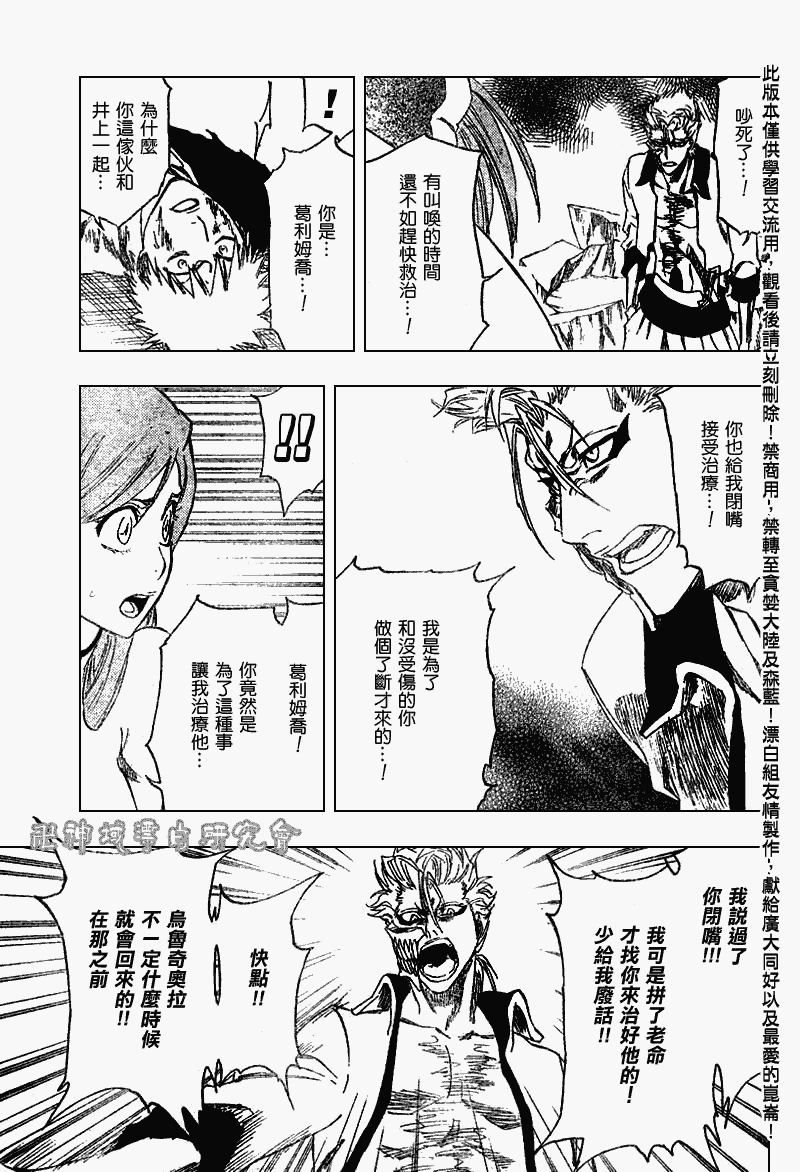 吵死了…！
有叫喚的時間
還不如趕快救治…！
！
你是…
葛利姆喬…！
為什麼
你這傢伙和
井上一起…
你也給我閉嘴
接受治療…！
我是為了
和沒受傷的你
做個了斷才來的…！
!!
葛利姆喬！
你竟然是
為了這種事
讓我治療他…
我說過了
你閉嘴!!!
我可是拼了老命
才找你來治好他的！
少給我廢話!!
快點!!
烏魯奇奧拉
不一定什麼時候
就會回來的!!
在那之前
卍神域漂白研究會
此版本僅供學習交流用，觀看後請立刻刪除！禁商用，禁轉至貪婪大陸及森藍！漂白組友情製作，獻給廣大同好以及最愛的崑崙！